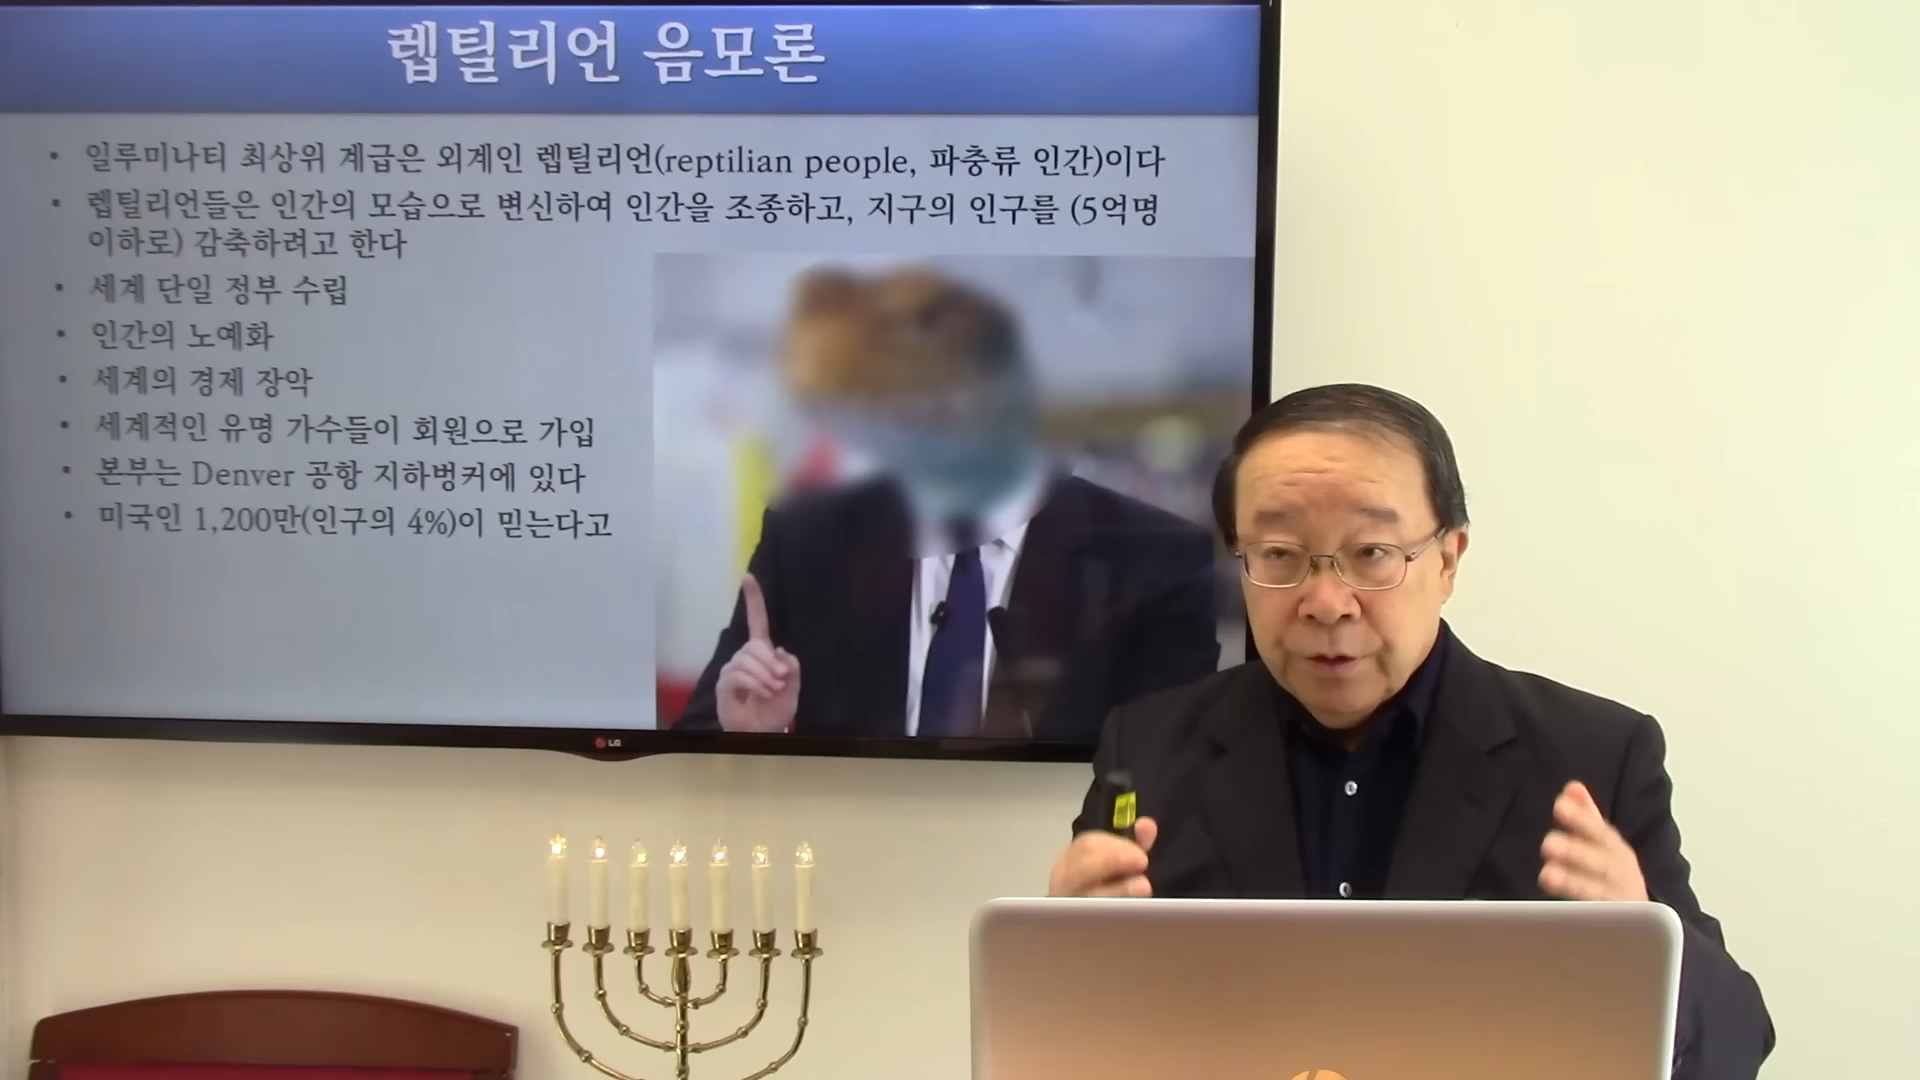 렙틸리언 음모론
• 일루미나티 최상위 계급은 외계인 렙틸리언(reptilian people, 파충류 인간)이다
• 렙틸리언들은 인간의 모습으로 변신하여 인간을 조종하고, 지구의 인구를 (5억명
이하로) 감축하려고 한다
• 세계 단일 정부 수립
• 인간의 노예화
• 세계의 경제 장악
• 세계적인 유명 가수들이 회원으로 가입
• 본부는 Denver 공항 지하벙커에 있다
• 미국인 1,200만(인구의 4%)이 믿는다고
LG